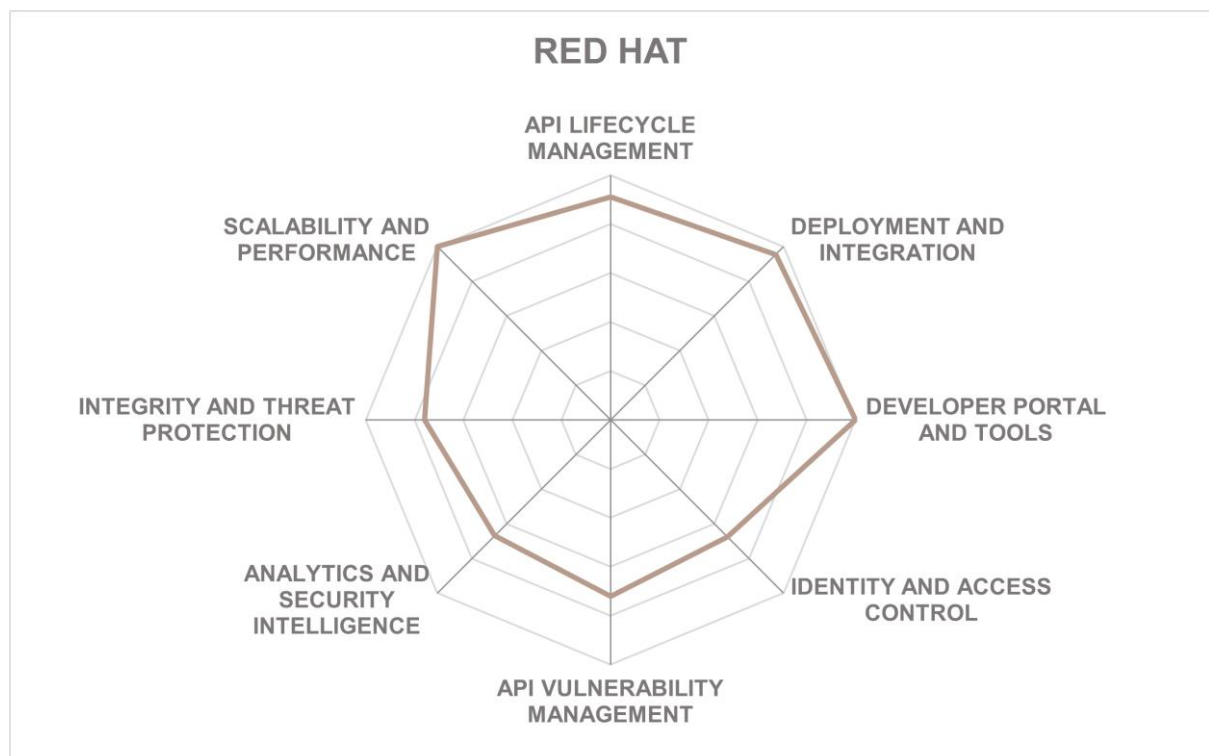 RED HAT
API LIFECYCLE
MANAGEMENT
SCALABILITY AND
PERFORMANCE
DEPLOYMENT AND
INTEGRATION
INTEGRITY AND THREAT
PROTECTION
DEVELOPER PORTAL
AND TOOLS
ANALYTICS AND
SECURITY
INTELLIGENCE
IDENTITY AND ACCESS
CONTROL
API VULNERABILITY
MANAGEMENT